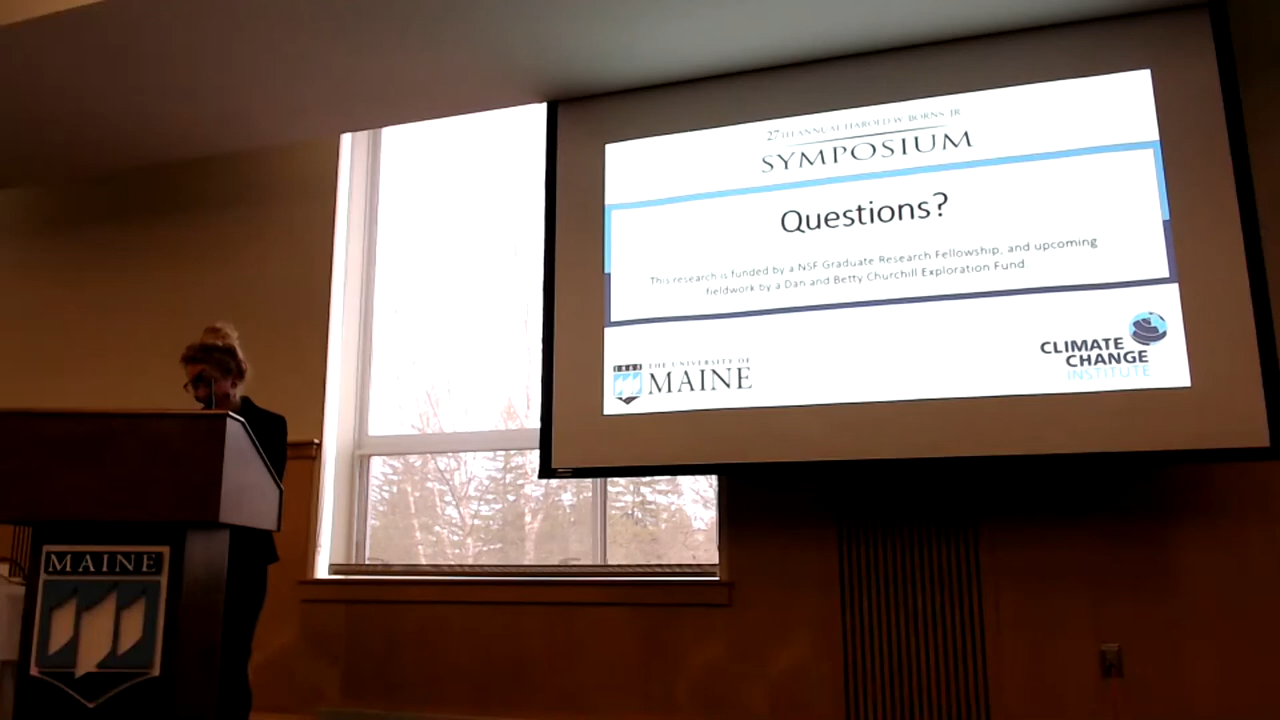 27TH ANNUAL HAROLD W. BORNS, JR
SYMPOSIUM
Questions?
This research is funded by a NSF Graduate Research Fellowship, and upcoming
fieldwork by a Dan and Betty Churchill Exploration Fund
1865
THE UNIVERSITY OF
MAINE
CLIMATE
CHANGE
INSTITUTE
MAINE